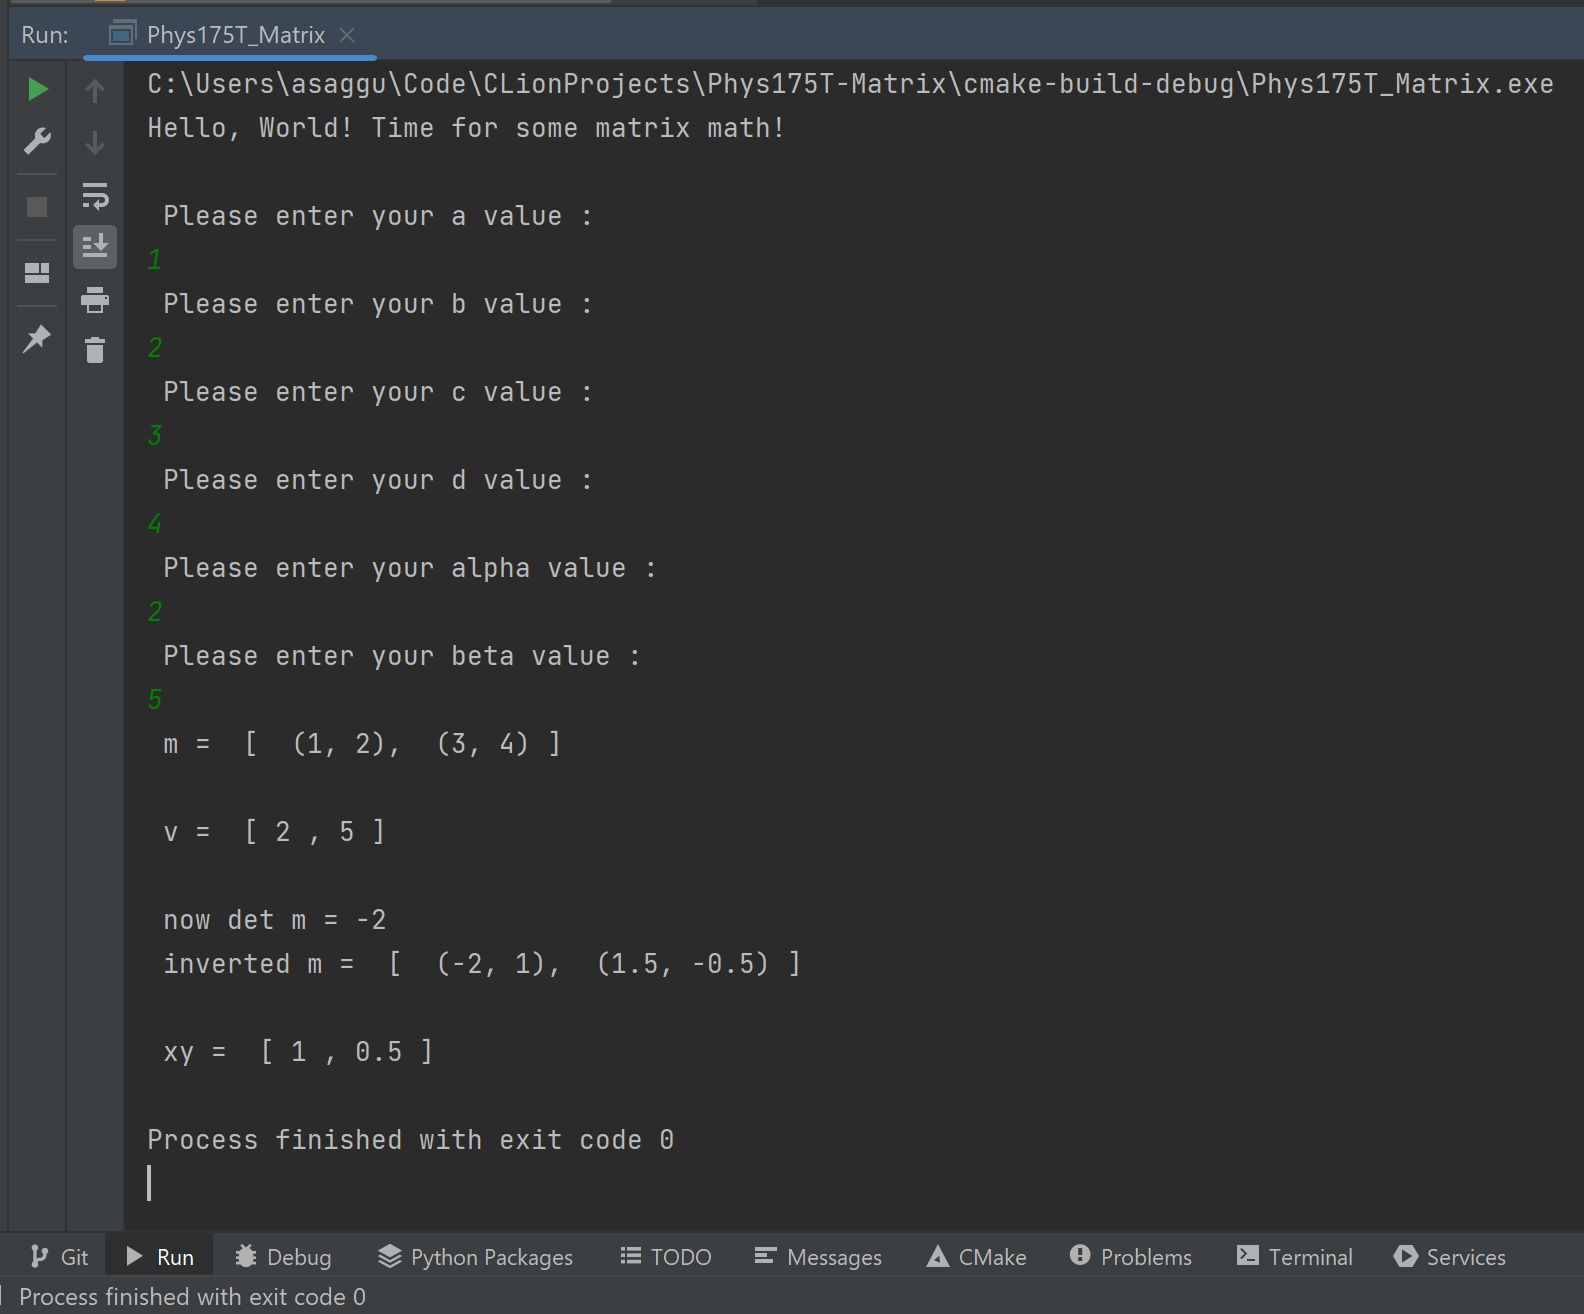 Run: Phys175T_Matrix
C:\Users\asaggu\Code\CLionProjects\Phys175T-Matrix\cmake-build-debug\Phys175T_Matrix.exe
Hello, World! Time for some matrix math!
Please enter your a value :
1
Please enter your b value :
2
Please enter your c value :
3
Please enter your d value :
4
Please enter your alpha value :
2
Please enter your beta value :
5
m =  [  (1, 2),  (3, 4) ]
v =  [ 2 , 5 ]
now det m = -2
inverted m =  [  (-2, 1),  (1.5, -0.5) ]
xy =  [ 1 , 0.5 ]
Process finished with exit code 0
Git Run Debug Python Packages TODO Messages CMake Problems Terminal Services
Process finished with exit code 0